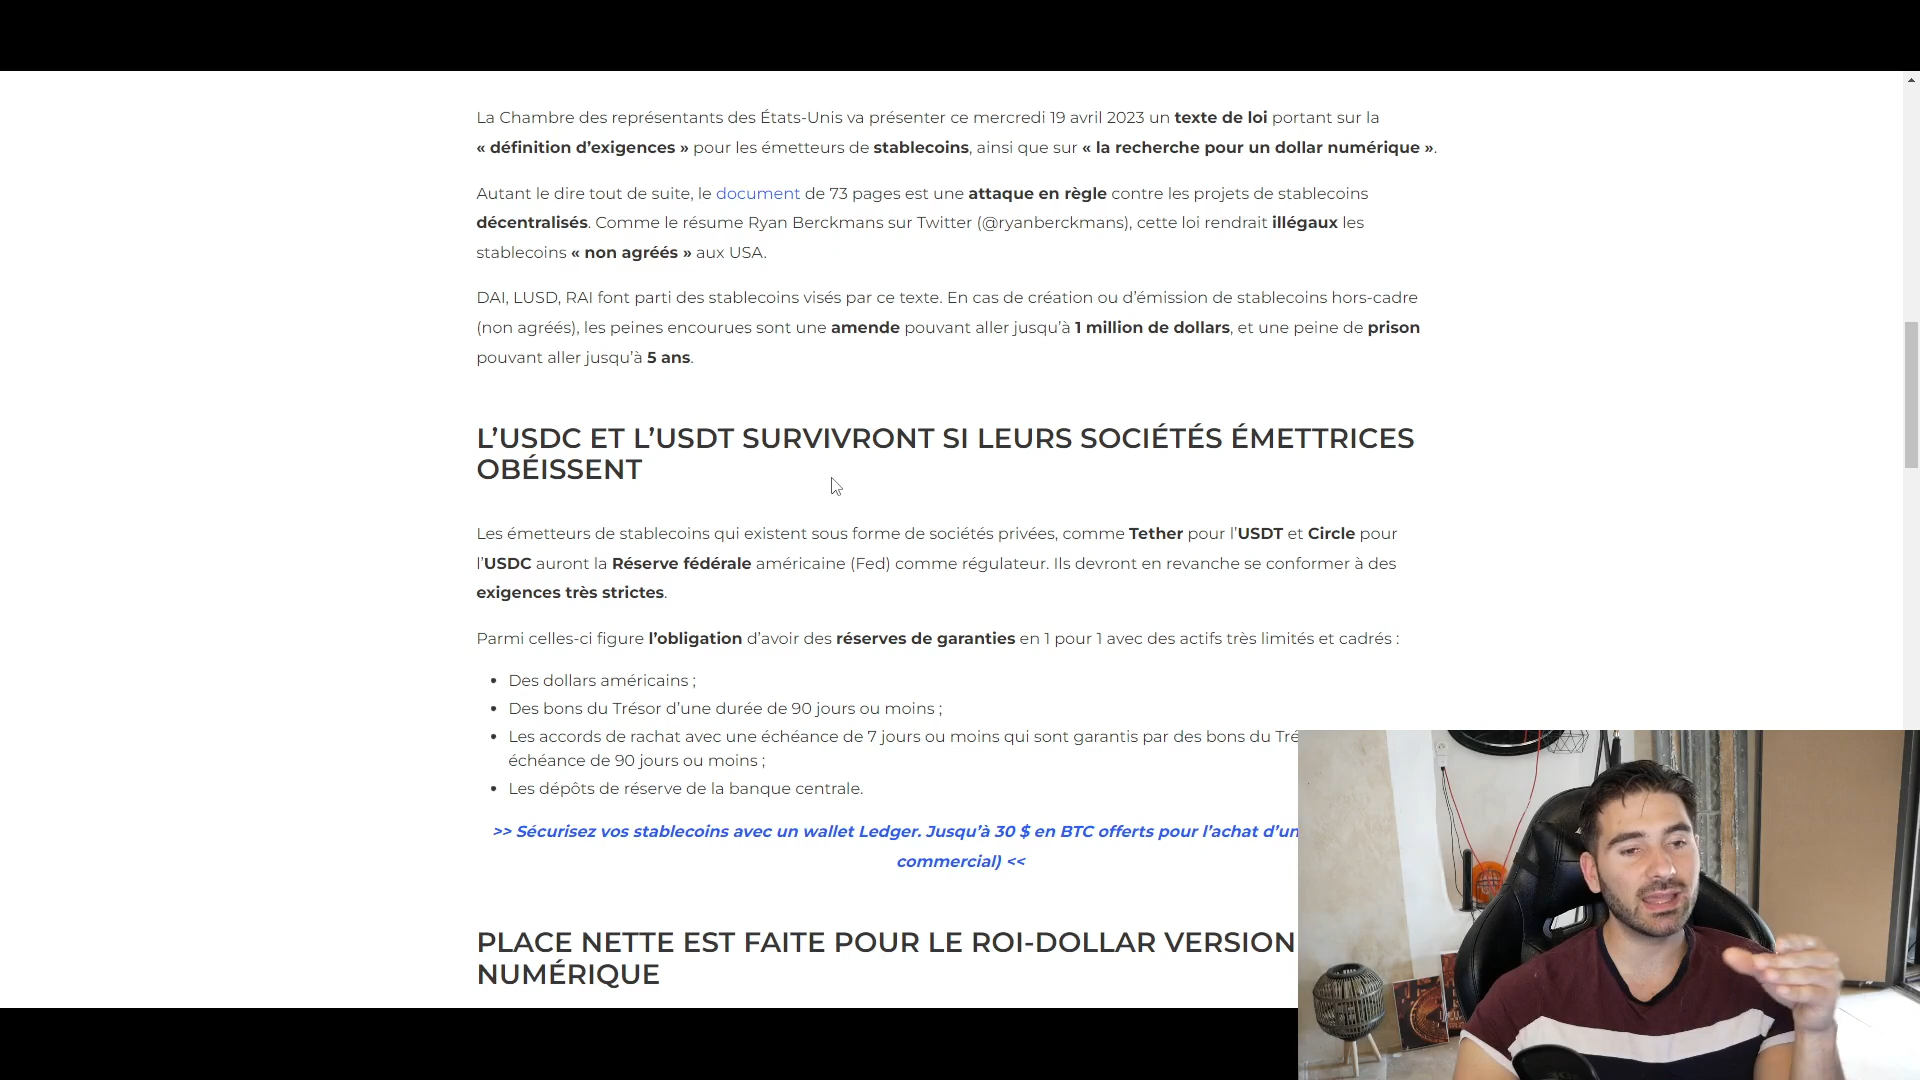 La Chambre des représentants des États-Unis va présenter ce mercredi 19 avril 2023 un texte de loi portant sur la
« définition d’exigences » pour les émetteurs de stablecoins, ainsi que sur « la recherche pour un dollar numérique ».
Autant le dire tout de suite, le document de 73 pages est une attaque en règle contre les projets de stablecoins
décentralisés. Comme le résume Ryan Berckmans sur Twitter (@ryanberckmans), cette loi rendrait illégaux les
stablecoins « non agréés » aux USA.
DAI, LUSD, RAI font parti des stablecoins visés par ce texte. En cas de création ou d’émission de stablecoins hors-cadre
(non agréés), les peines encourues sont une amende pouvant aller jusqu’à 1 million de dollars, et une peine de prison
pouvant aller jusqu’à 5 ans.
L’USDC ET L’USDT SURVIVRONT SI LEURS SOCIÉTÉS ÉMETTRICES
OBÉISSENT
Les émetteurs de stablecoins qui existent sous forme de sociétés privées, comme Tether pour l’USDT et Circle pour
l’USDC auront la Réserve fédérale américaine (Fed) comme régulateur. Ils devront en revanche se conformer à des
exigences très strictes.
Parmi celles-ci figure l’obligation d’avoir des réserves de garanties en 1 pour 1 avec des actifs très limités et cadrés :
• Des dollars américains ;
• Des bons du Trésor d’une durée de 90 jours ou moins ;
• Les accords de rachat avec une échéance de 7 jours ou moins qui sont garantis par des bons du Tré
échéance de 90 jours ou moins ;
• Les dépôts de réserve de la banque centrale.
>> Sécurisez vos stablecoins avec un wallet Ledger. Jusqu’à 30 $ en BTC offerts pour l’achat d’un
commercial) <<
PLACE NETTE EST FAITE POUR LE ROI-DOLLAR VERSION
NUMÉRIQUE